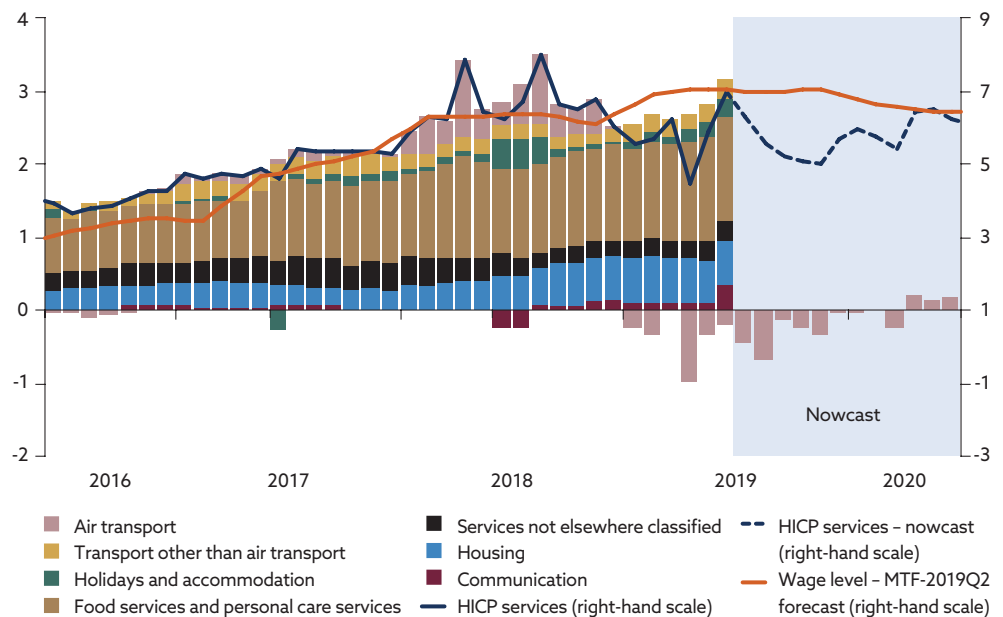 4
9
3
7
2
5
1
3
0
1
-1
-1
-2
-3
Nowcast
2016
2017
2018
2019
2020
Air transport
Transport other than air transport
Holidays and accommodation
Food services and personal care services
Services not elsewhere classified
Housing
Communication
HICP services (right-hand scale)
HICP services – nowcast
(right-hand scale)
Wage level – MTF-2019Q2
forecast (right-hand scale)